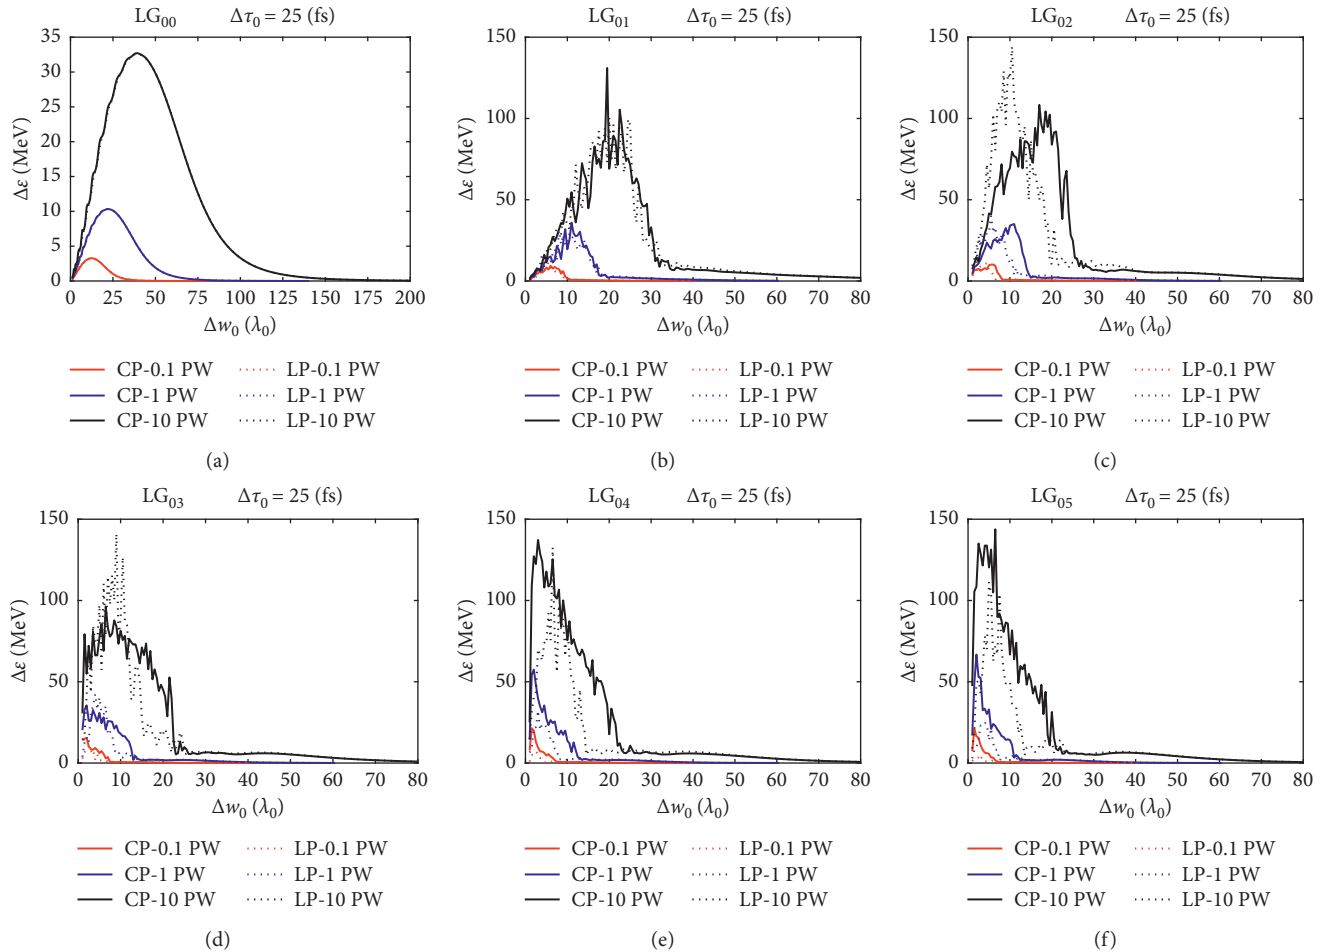 LG00 Δτ0 = 25 (fs)
35
30
25
20
15
10
5
0
Δε (MeV)
0 25 50 75 100 125 150 175 200
Δw0 (λ0)
CP-0.1 PW LP-0.1 PW
CP-1 PW LP-1 PW
CP-10 PW LP-10 PW
(a)
LG01 Δτ0 = 25 (fs)
150
100
50
0
Δε (MeV)
0 10 20 30 40 50 60 70 80
Δw0 (λ0)
CP-0.1 PW LP-0.1 PW
CP-1 PW LP-1 PW
CP-10 PW LP-10 PW
(b)
LG02 Δτ0 = 25 (fs)
150
100
50
0
Δε (MeV)
0 10 20 30 40 50 60 70 80
Δw0 (λ0)
CP-0.1 PW LP-0.1 PW
CP-1 PW LP-1 PW
CP-10 PW LP-10 PW
(c)
LG03 Δτ0 = 25 (fs)
150
100
50
0
Δε (MeV)
0 10 20 30 40 50 60 70 80
Δw0 (λ0)
CP-0.1 PW LP-0.1 PW
CP-1 PW LP-1 PW
CP-10 PW LP-10 PW
(d)
LG04 Δτ0 = 25 (fs)
150
100
50
0
Δε (MeV)
0 10 20 30 40 50 60 70 80
Δw0 (λ0)
CP-0.1 PW LP-0.1 PW
CP-1 PW LP-1 PW
CP-10 PW LP-10 PW
(e)
LG05 Δτ0 = 25 (fs)
150
100
50
0
Δε (MeV)
0 10 20 30 40 50 60 70 80
Δw0 (λ0)
CP-0.1 PW LP-0.1 PW
CP-1 PW LP-1 PW
CP-10 PW LP-10 PW
(f)